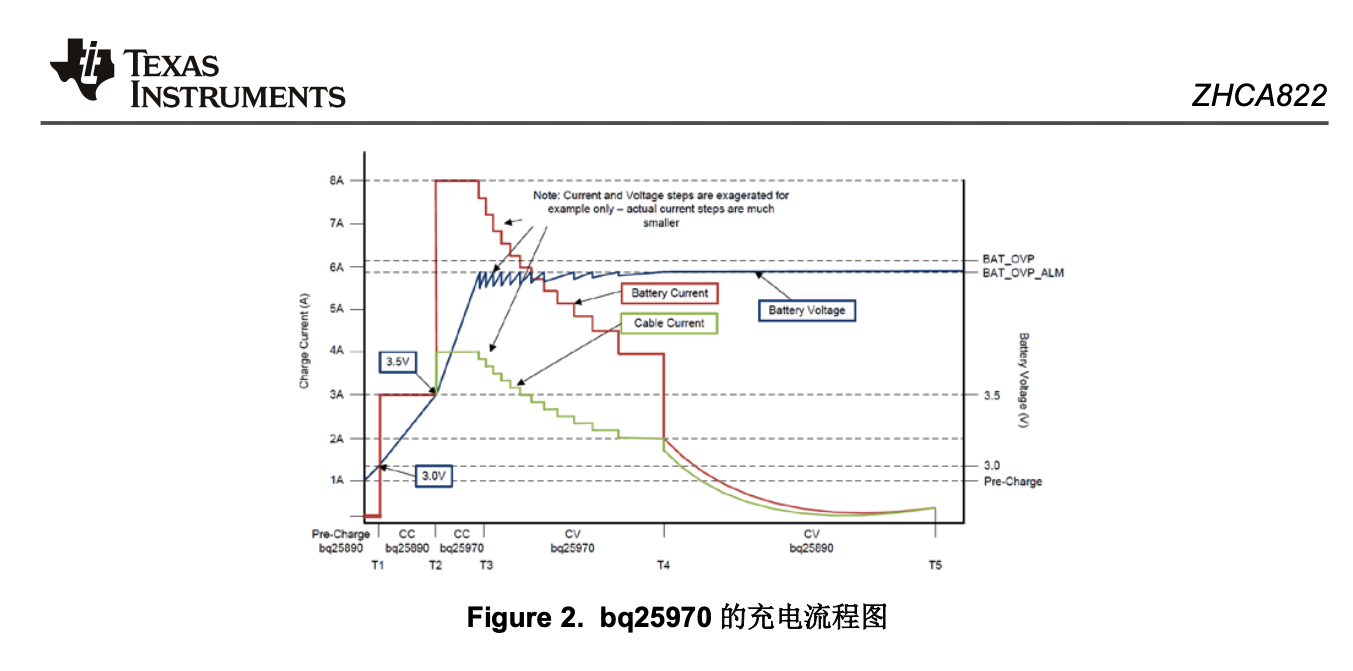 TEXAS
INSTRUMENTS
ZHCA822
8A
7A
6A
5A
4A
3A
2A
1A
Charge Current (A)
Note: Current and Voltage steps are exagerated for
example only – actual current steps are much
smaller
BAT_OVP
BAT_OVP_ALM
Battery Current
Battery Voltage
Cable Current
3.5V
3.0V
Battery Voltage (V)
3.5
3.0
Pre-Charge
Pre-Charge
bq25890
CC
bq25890
CC
bq25970
CV
bq25970
CV
bq25890
T1
T2
T3
T4
T5
Figure 2. bq25970 的充电流程图